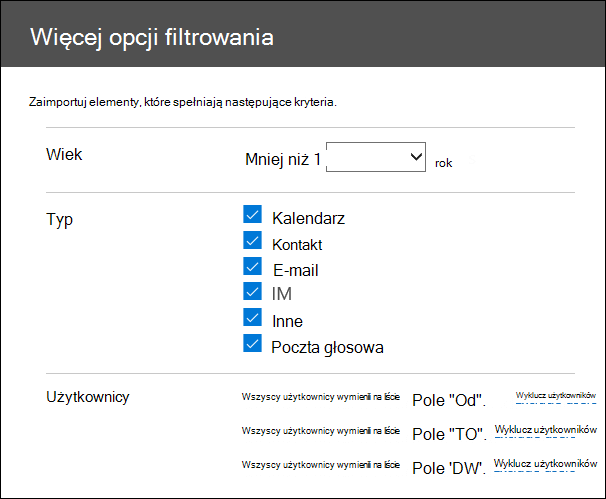 Więcej opcji filtrowania
Zaimportuj elementy, które spełniają następujące kryteria.
Wiek Mniej niż 1 rok
Typ Kalendarz
Kontakt
E-mail
IM
Inne
Poczta głosowa
Użytkownicy Wszyscy użytkownicy wymienili na liście Pole "Od". Wyklucz użytkowników
Wszyscy użytkownicy wymienili na liście Pole "TO". Wyklucz użytkowników
Wszyscy użytkownicy wymienili na liście Pole 'DW'. Wyklucz użytkowników